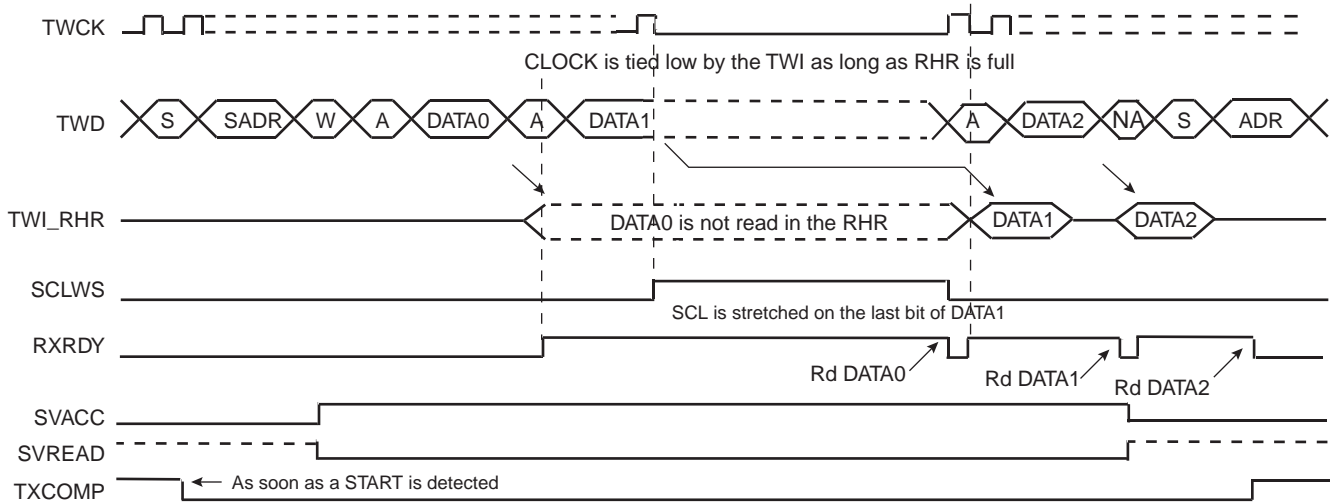 TWCK
CLOCK is tied low by the TWI as long as RHR is full
TWD S SADR W A DATA0 A DATA1 A DATA2 NA S ADR
TWI_RHR DATA0 is not read in the RHR DATA1 DATA2
SCLWS
SCL is stretched on the last bit of DATA1
RXRDY
Rd DATA0 Rd DATA1 Rd DATA2
SVACC
SVREAD
TXCOMP As soon as a START is detected